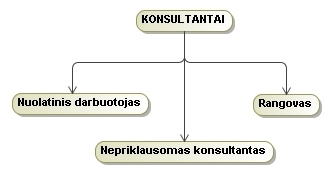 KONSULTANTAI
Nuolatinis darbuotojas
Rangovas
Nepriklausomas konsultantas